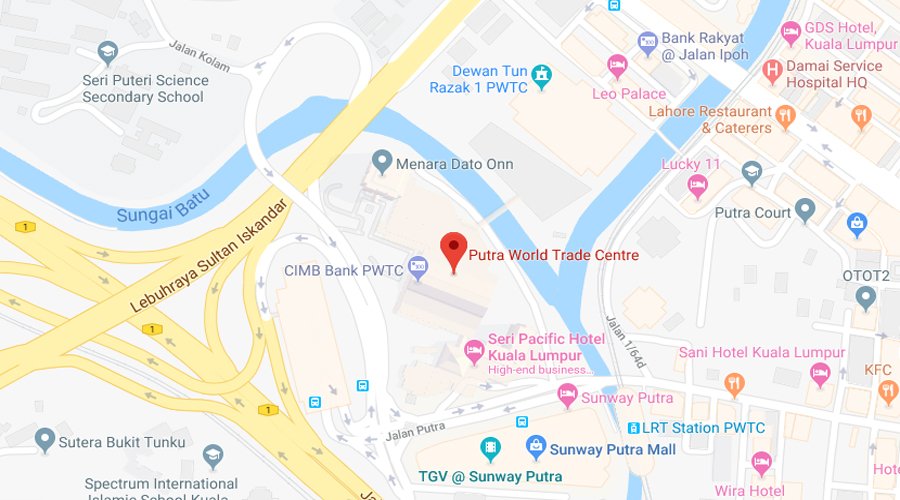 GDS Hotel,
Kuala Lumpur
Bank Rakyat
@ Jalan Ipoh
Jalan Kolam
Damai Service
Hospital HQ
Seri Puteri Science
Secondary School
Dewan Tun
Razak 1 PWTC
Leo Palace
Lahore Restaurant
& Caterers
Menara Dato Onn
Lucky 11
Sungai Batu
Putra Court
1
Lebuhraya Sultan Iskandar
Putra World Trade Centre
CIMB Bank PWTC
OTOT2
1
Jalan 1/64d
Seri Pacific Hotel
Kuala Lumpur
High-end business...
Sani Hotel Kuala Lumpur
KFC
Sunway Putra
1
Jalan Putra
LRT Station PWTC
Sutera Bukit Tunku
Sunway Putra Mall
TGV @ Sunway Putra
Spectrum International
Islamic School Kuala
Wira Hotel
Hote
Ja